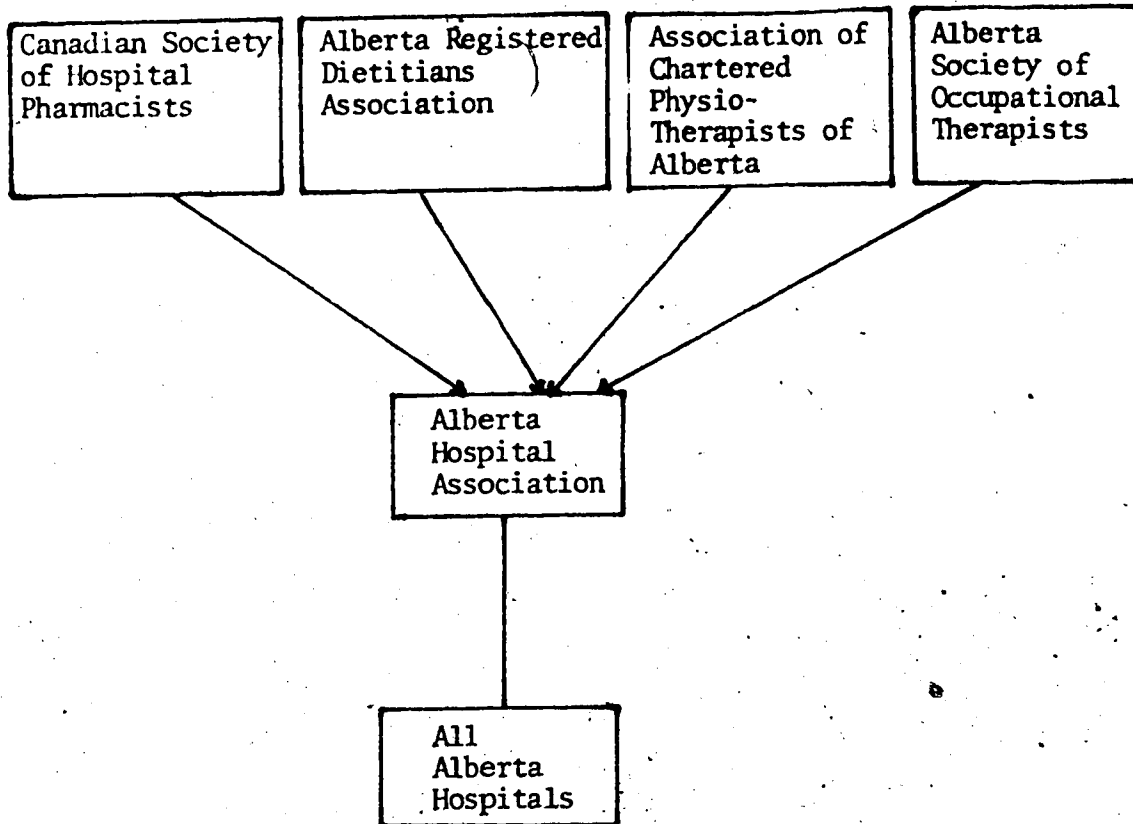 Canadian Society
of Hospital
Pharmacists
Alberta Registered
Dietitians
Association
Association of
Chartered
Physio-
Therapists of
Alberta
Alberta
Society of
Occupational
Therapists
Alberta
Hospital
Association
All
Alberta
Hospitals